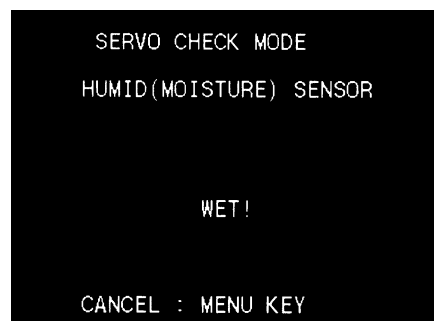 SERVO CHECK MODE
HUMID(MOISTURE) SENSOR
WET!
CANCEL : MENU KEY